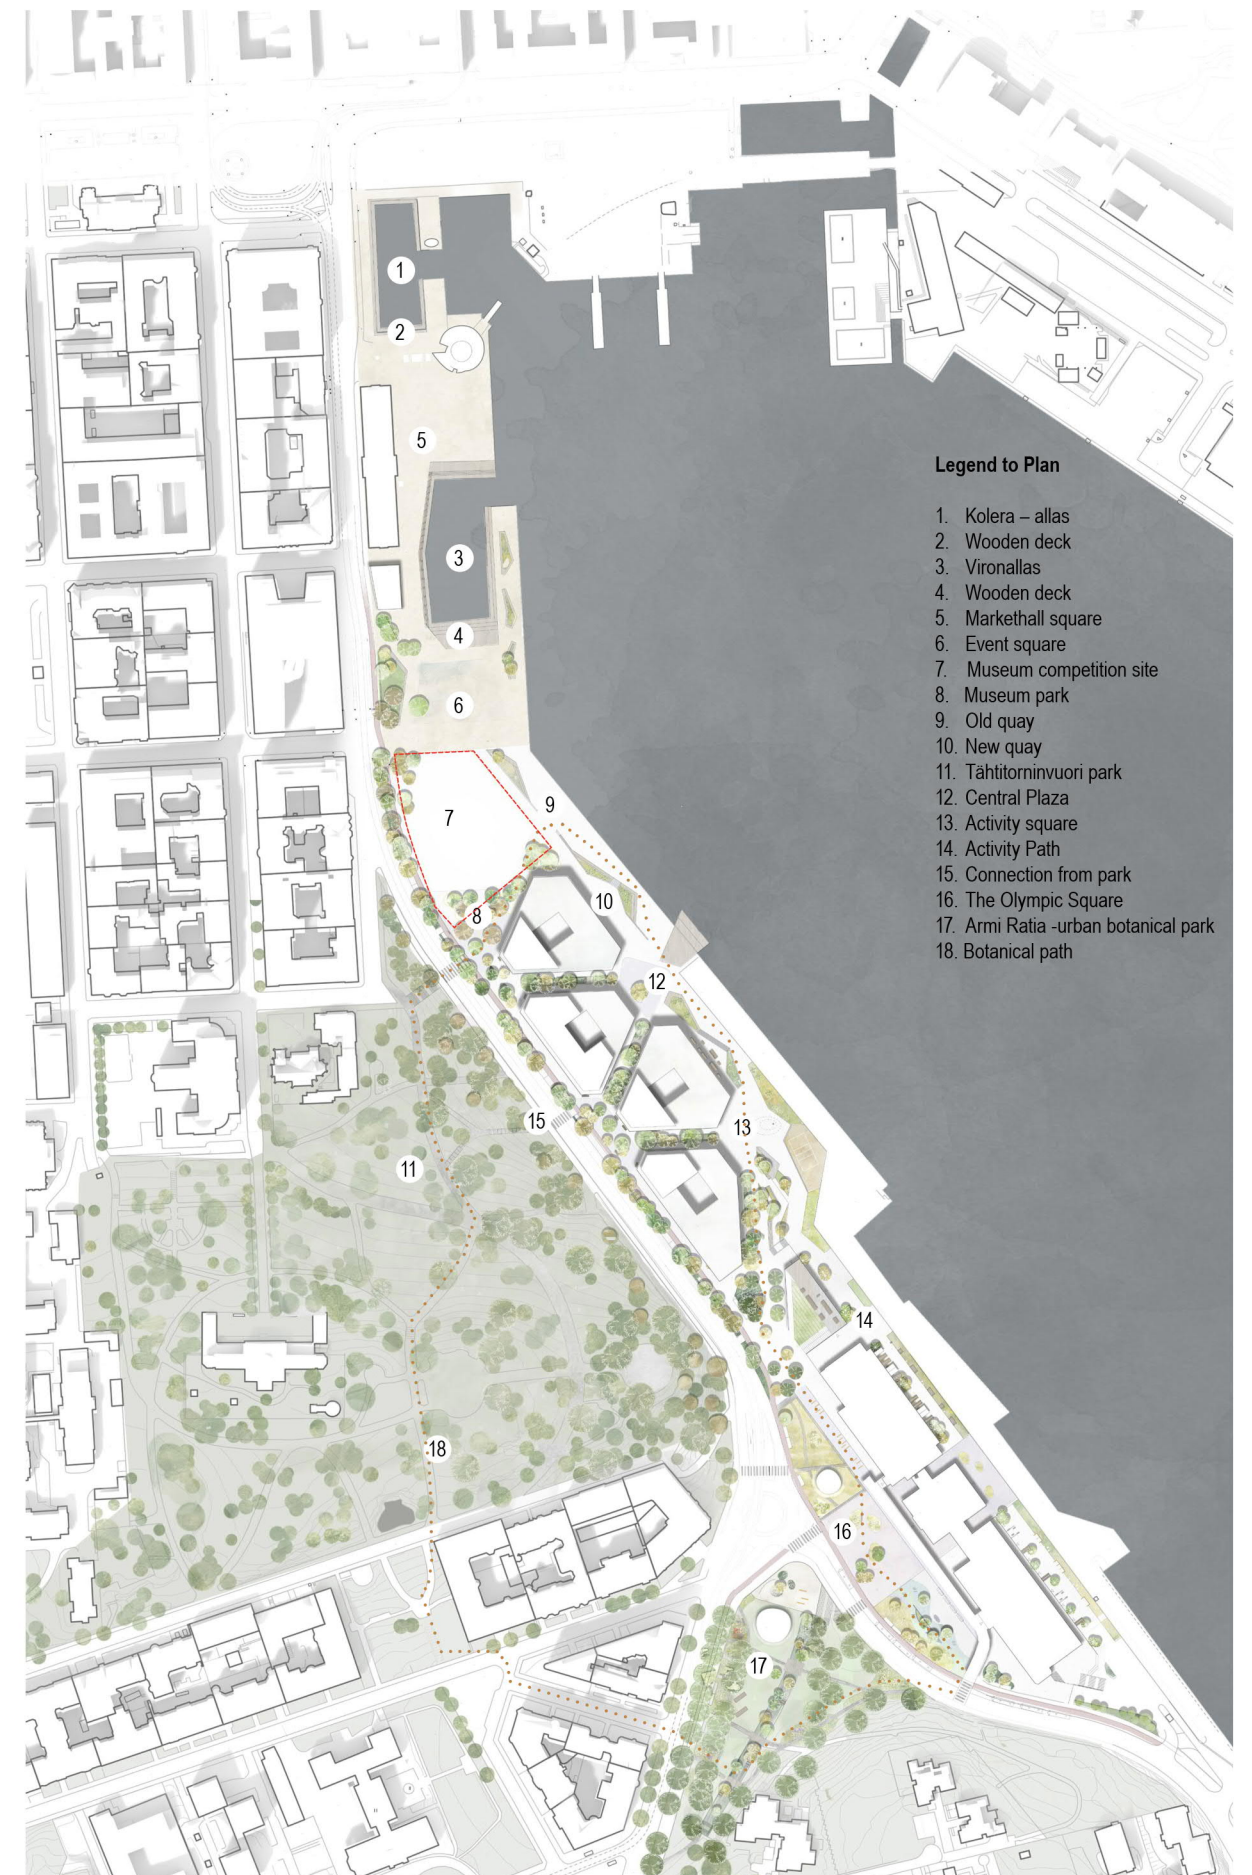 1
2
5
3
4
6
7
9
8
10
12
15
13
11
14
18
16
17
Legend to Plan
1. Kolera – allas
2. Wooden deck
3. Vironallas
4. Wooden deck
5. Markethall square
6. Event square
7. Museum competition site
8. Museum park
9. Old quay
10. New quay
11. Tähtitorninvuori park
12. Central Plaza
13. Activity square
14. Activity Path
15. Connection from park
16. The Olympic Square
17. Armi Ratia -urban botanical park
18. Botanical path